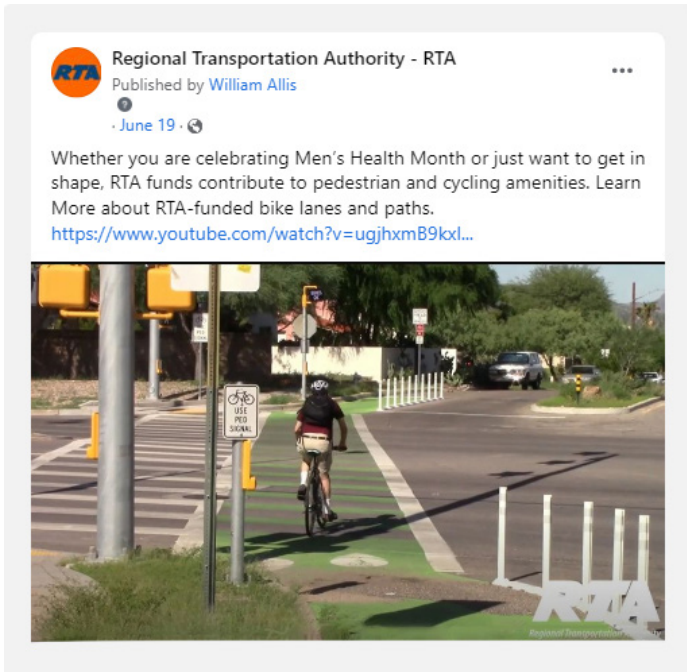 RTA
Regional Transportation Authority - RTA
Published by William Allis
?
· June 19 ·
Whether you are celebrating Men's Health Month or just want to get in
shape, RTA funds contribute to pedestrian and cycling amenities. Learn
More about RTA-funded bike lanes and paths.
https://www.youtube.com/watch?v=ugjhxmB9kxI...
USE
PED
SIGNAL
RTA
Regional Transportation Authority